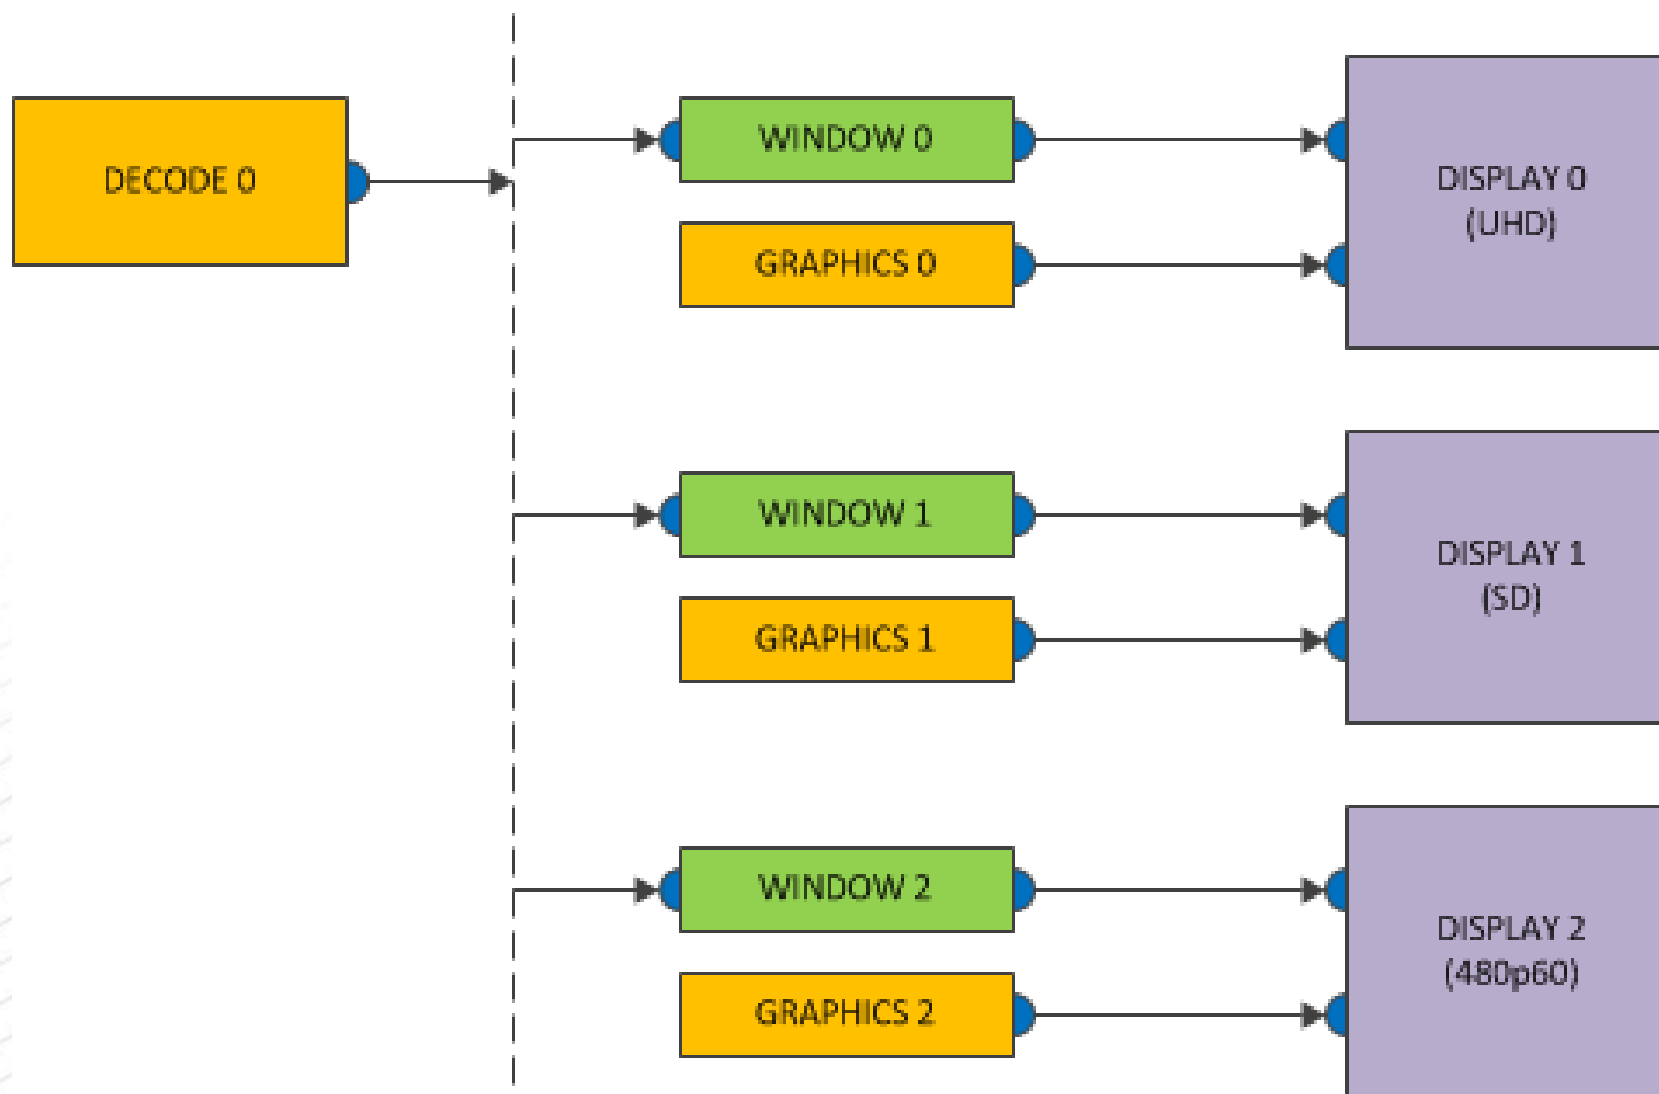 DECODE 0
WINDOW 0
GRAPHICS 0
DISPLAY 0
(UHD)
WINDOW 1
GRAPHICS 1
DISPLAY 1
(SD)
WINDOW 2
GRAPHICS 2
DISPLAY 2
(480p60)